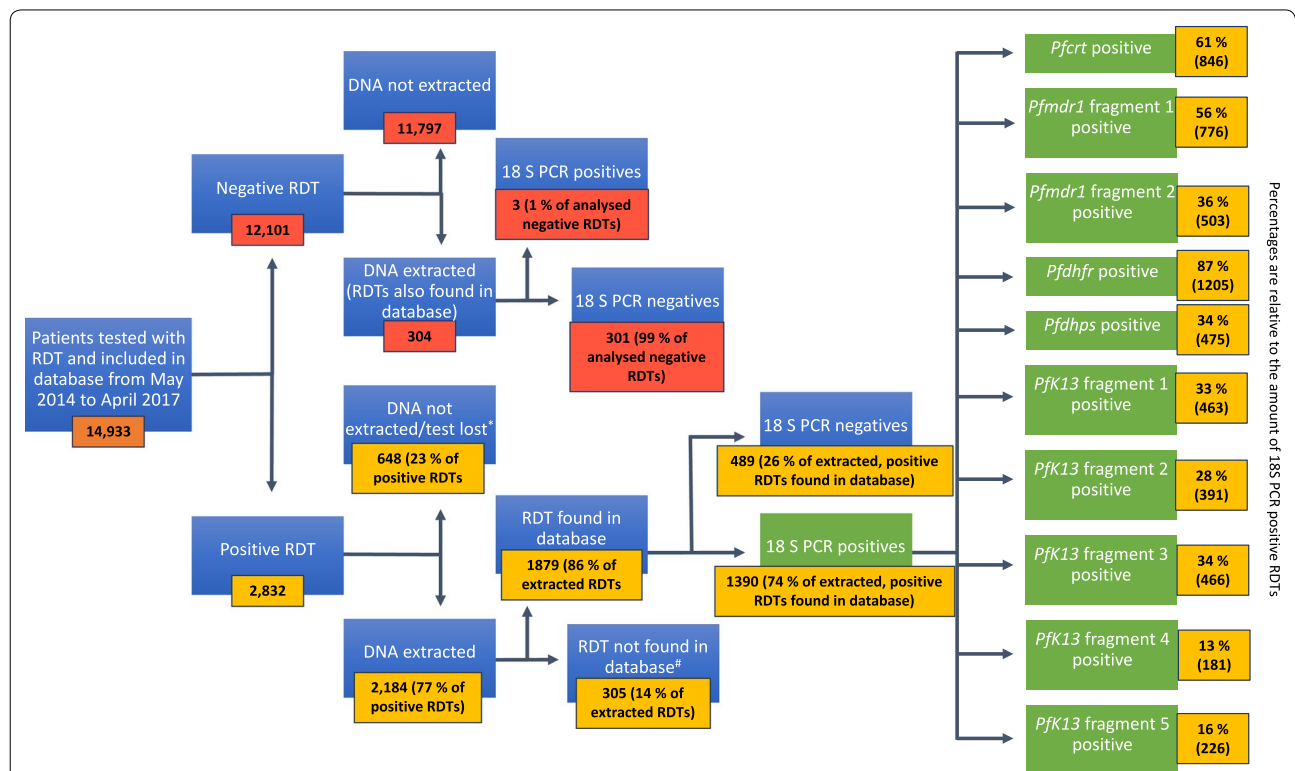 Patients tested with
RDT and included in
database from May
2014 to April 2017
14,933
Negative RDT
12,101
DNA not extracted
11,797
DNA extracted
(RDTs also found in
database)
304
18 S PCR positives
3 (1 % of analysed
negative RDTs)
18 S PCR negatives
301 (99 % of
analysed negative
RDTs)
Positive RDT
2,832
DNA not
extracted/test lost*
648 (23 % of
positive RDTs
DNA extracted
2,184 (77 % of
positive RDTs)
RDT found in
database
1879 (86 % of
extracted RDTs
RDT not found in
database#
305 (14 % of
extracted RDTs)
18 S PCR negatives
489 (26 % of extracted, positive
RDTs found in database)
18 S PCR positives
1390 (74 % of extracted, positive
RDTs found in database)
Pfcrt positive
61 %
(846)
Pfmdr1 fragment 1
positive
56 %
(776)
Pfmdr1 fragment 2
positive
36 %
(503)
Pfdhfr positive
87 %
(1205)
Pfdhps positive
34 %
(475)
PfK13 fragment 1
positive
33 %
(463)
PfK13 fragment 2
positive
28 %
(391)
PfK13 fragment 3
positive
34 %
(466)
PfK13 fragment 4
positive
13 %
(181)
PfK13 fragment 5
positive
16 %
(226)
Percentages are relative to the amount of 18S PCR positive RDTs